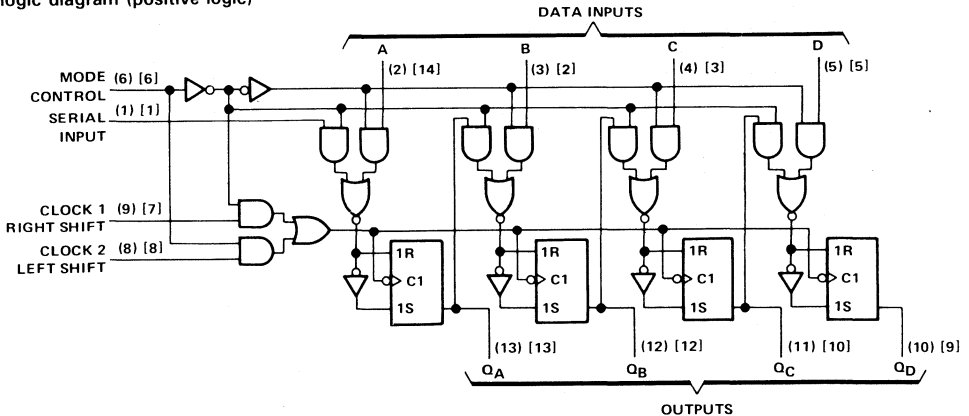 logic diagram (positive logic)
DATA INPUTS
A
B
C
D
(2) [14]
(3) [2]
(4) [3]
(5) [5]
MODE (6) [6]
CONTROL
SERIAL (1) [1]
INPUT
CLOCK 1 (9) [7]
RIGHT SHIFT
CLOCK 2 (8) [8]
LEFT SHIFT
1R
C1
1S
1R
C1
1S
1R
C1
1S
1R
C1
1S
(13) [13]
(12) [12]
(11) [10]
(10) [9]
QA
QB
QC
QD
OUTPUTS